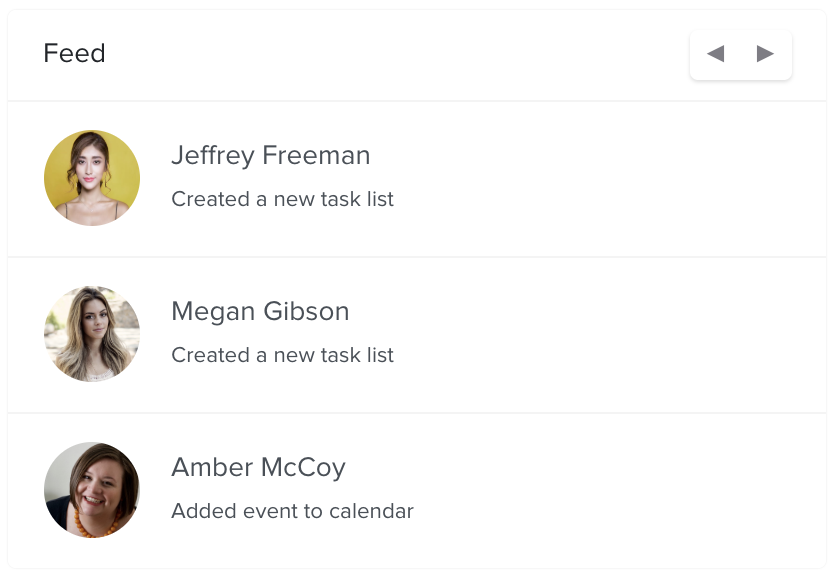 Feed
Jeffrey Freeman
Created a new task list
Megan Gibson
Created a new task list
Amber McCoy
Added event to calendar